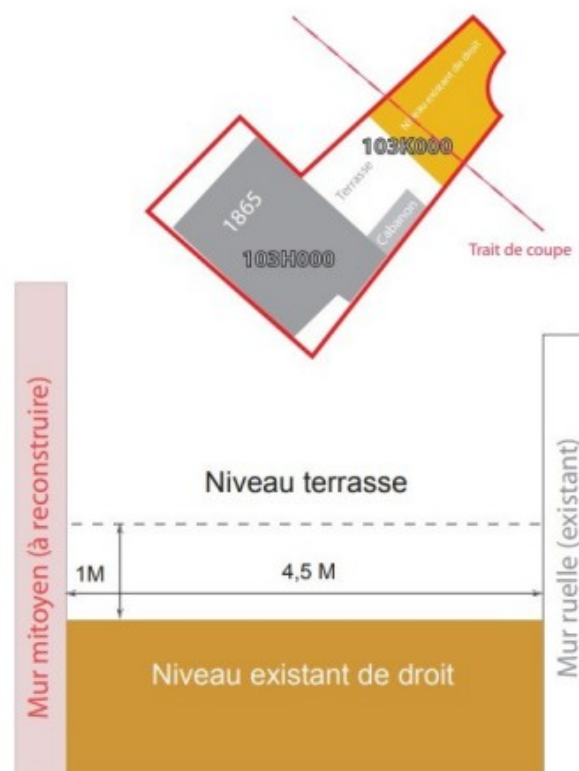 Niveau existant de droit
103K000
Terrasse
1865
Cabanon
103H000
Trait de coupe
Mur mitoyen (à reconstruire)
Niveau terrasse
1M
4,5 M
Mur ruelle (existant)
Niveau existant de droit